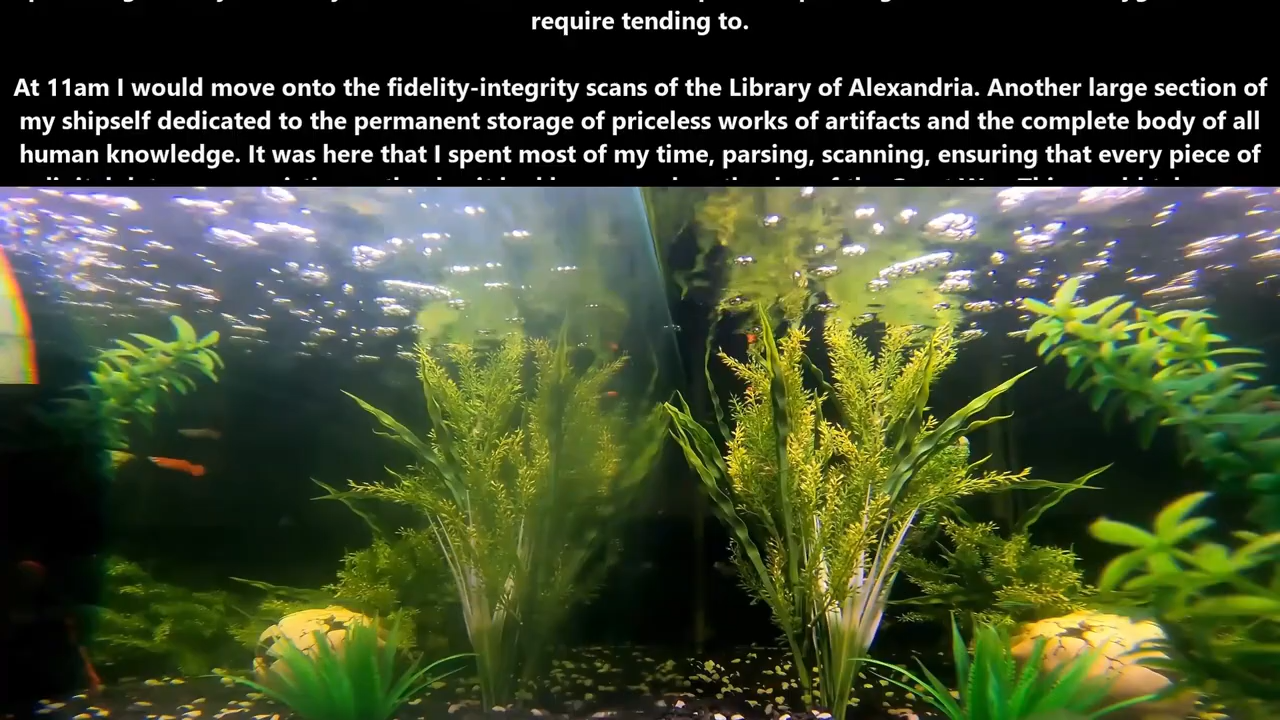 require tending to.
At 11am I would move onto the fidelity-integrity scans of the Library of Alexandria. Another large section of
my shipself dedicated to the permanent storage of priceless works of artifacts and the complete body of all
human knowledge. It was here that I spent most of my time, parsing, scanning, ensuring that every piece of